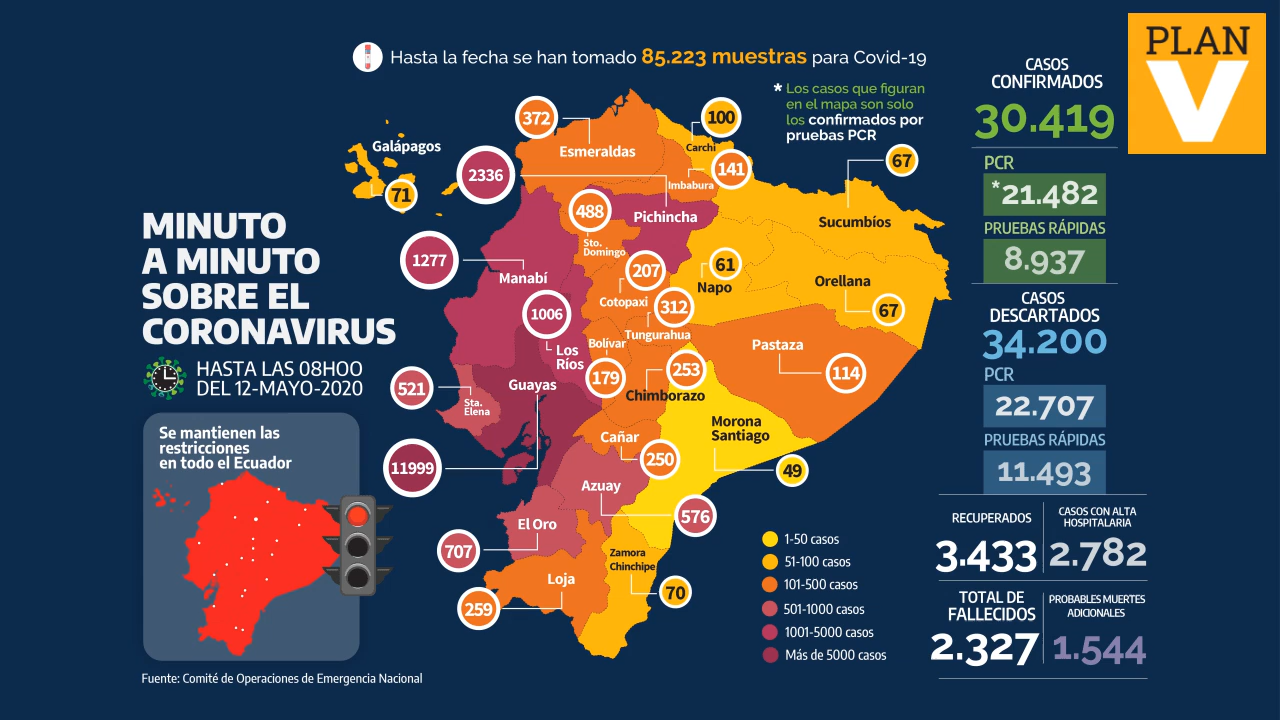 Hasta la fecha se han tomado 85.223 muestras para Covid-19
PLAN
V
* Los casos que figuran
en el mapa son solo
los confirmados por
pruebas PCR
MINUTO
A MINUTO
SOBRE EL
CORONAVIRUS
HASTA LAS 08H00
DEL 12-MAYO-2020
Se mantienen las
restricciones
en todo el Ecuador
Fuente: Comité de Operaciones de Emergencia Nacional
Galápagos
71
372
Esmeraldas
100
Carchi
141
Imbabura
67
Sucumbíos
2336
Pichincha
488
Sto.
Domingo
1277
Manabí
207
Cotopaxi
61
Napo
Orellana
67
1006
Los
Ríos
312
Tungurahua
Bolívar
179
Pastaza
114
253
Chimborazo
521
Sta.
Elena
Guayas
11999
Morona
Santiago
49
Cañar
250
Azuay
576
El Oro
707
Zamora
Chinchipe
70
Loja
259
1-50 casos
51-100 casos
101-500 casos
501-1000 casos
1001-5000 casos
Más de 5000 casos
CASOS
CONFIRMADOS
30.419
PCR
*21.482
PRUEBAS RÁPIDAS
8.937
CASOS
DESCARTADOS
34.200
PCR
22.707
PRUEBAS RÁPIDAS
11.493
RECUPERADOS
3.433
CASOS CON ALTA
HOSPITALARIA
2.782
TOTAL DE
FALLECIDOS
2.327
PROBABLES MUERTES
ADICIONALES
1.544